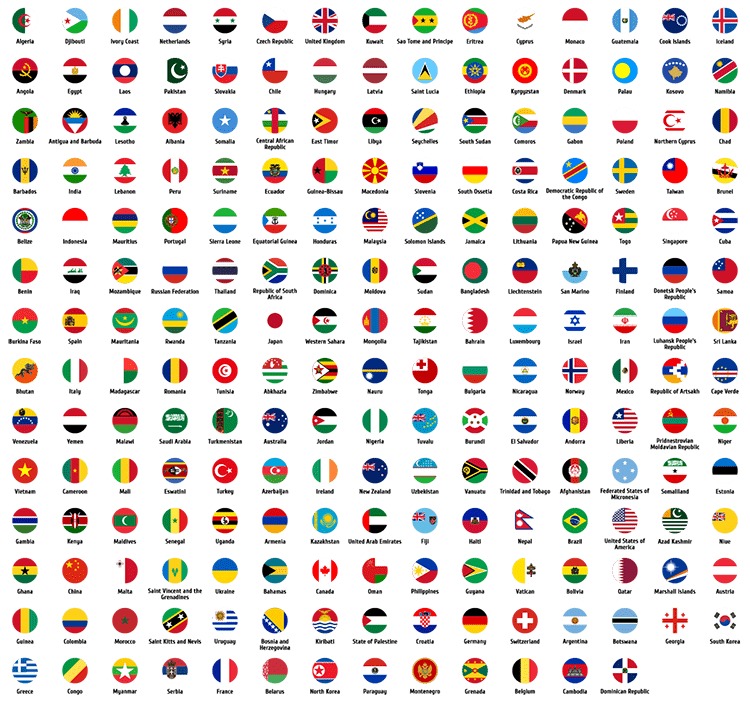 Algeria Djibouti Ivory Coast Netherlands Syria Czech Republic United Kingdom Kuwait Sao Tome and Principe Eritrea Cyprus Monaco Guatemala Cook Islands Iceland
Angola Egypt Laos Pakistan Slovakia Chile Hungary Latvia Saint Lucia Ethiopia Kyrgyzstan Denmark Palau Kosovo Namibia
Zambia Antigua and Barbuda Lesotho Albania Somalia Central African Republic East Timor Libya Seychelles South Sudan Comoros Gabon Poland Northern Cyprus Chad
Barbados India Lebanon Peru Suriname Ecuador Guinea-Bissau Macedonia Slovenia South Ossetia Costa Rica Democratic Republic of the Congo Sweden Taiwan Brunei
Belize Indonesia Mauritius Portugal Sierra Leone Equatorial Guinea Honduras Malaysia Solomon Islands Jamaica Lithuania Papua New Guinea Togo Singapore Cuba
Benin Iraq Mozambique Russian Federation Thailand Republic of South Africa Dominica Moldova Sudan Bangladesh Liechtenstein San Marino Finland Donetsk People's Republic Samoa
Burkina Faso Spain Mauritania Rwanda Tanzania Japan Western Sahara Mongolia Tajikistan Bahrain Luxembourg Israel Iran Luhansk People's Republic Sri Lanka
Bhutan Italy Madagascar Romania Tunisia Abkhazia Zimbabwe Nauru Tonga Bulgaria Nicaragua Norway Mexico Republic of Artsakh Cape Verde
Venezuela Yemen Malawi Saudi Arabia Turkmenistan Australia Jordan Nigeria Tuvalu Burundi El Salvador Andorra Liberia Pridnestrovian Moldavian Republic Niger
Vietnam Cameroon Mali Eswatini Turkey Azerbaijan Ireland New Zealand Uzbekistan Vanuatu Trinidad and Tobago Afghanistan Federated States of Micronesia Somaliland Estonia
Gambia Kenya Maldives Senegal Uganda Armenia Kazakhstan United Arab Emirates Fiji Haiti Nepal Brazil United States of America Azad Kashmir Niue
Ghana China Malta Saint Vincent and the Grenadines Ukraine Bahamas Canada Oman Philippines Guyana Vatican Bolivia Qatar Marshall Islands Austria
Guinea Colombia Morocco Saint Kitts and Nevis Uruguay Bosnia and Herzegovina Kiribati State of Palestine Croatia Germany Switzerland Argentina Botswana Georgia South Korea
Greece Congo Myanmar Serbia France Belarus North Korea Paraguay Montenegro Grenada Belgium Cambodia Dominican Republic